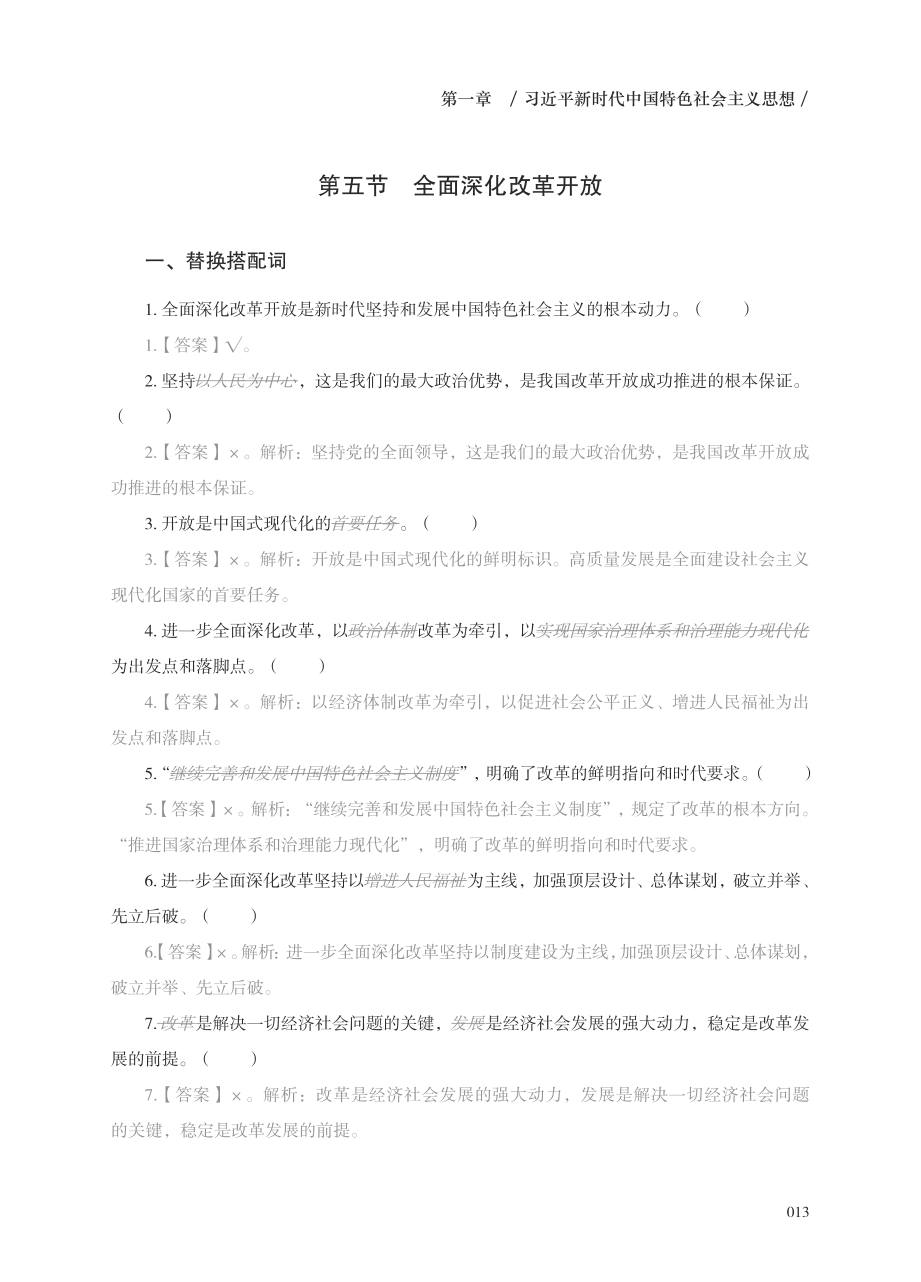 第一章 / 习近平新时代中国特色社会主义思想 /
第五节 全面深化改革开放
一、替换搭配词
1. 全面深化改革开放是新时代坚持和发展中国特色社会主义的根本动力。（  ）
1.【答案】√。
2. 坚持以人民为中心，这是我们的最大政治优势，是我国改革开放成功推进的根本保证。
（  ）
2.【答案】×。解析：坚持党的全面领导，这是我们的最大政治优势，是我国改革开放成
功推进的根本保证。
3. 开放是中国式现代化的首要任务。（  ）
3.【答案】×。解析：开放是中国式现代化的鲜明标识。高质量发展是全面建设社会主义
现代化国家的首要任务。
4. 进一步全面深化改革，以政治体制改革为牵引，以实现国家治理体系和治理能力现代化
为出发点和落脚点。（  ）
4.【答案】×。解析：以经济体制改革为牵引，以促进社会公平正义、增进人民福祉为出
发点和落脚点。
5. “继续完善和发展中国特色社会主义制度”，明确了改革的鲜明指向和时代要求。（  ）
5.【答案】×。解析：“继续完善和发展中国特色社会主义制度”，规定了改革的根本方向。
“推进国家治理体系和治理能力现代化”，明确了改革的鲜明指向和时代要求。
6. 进一步全面深化改革坚持以增进人民福祉为主线，加强顶层设计、总体谋划，破立并举、
先立后破。（  ）
6.【答案】×。解析：进一步全面深化改革坚持以制度建设为主线，加强顶层设计、总体谋划，
破立并举、先立后破。
7. 改革是解决一切经济社会问题的关键，发展是经济社会发展的强大动力，稳定是改革发
展的前提。（  ）
7.【答案】×。解析：改革是经济社会发展的强大动力，发展是解决一切经济社会问题
的关键，稳定是改革发展的前提。
013